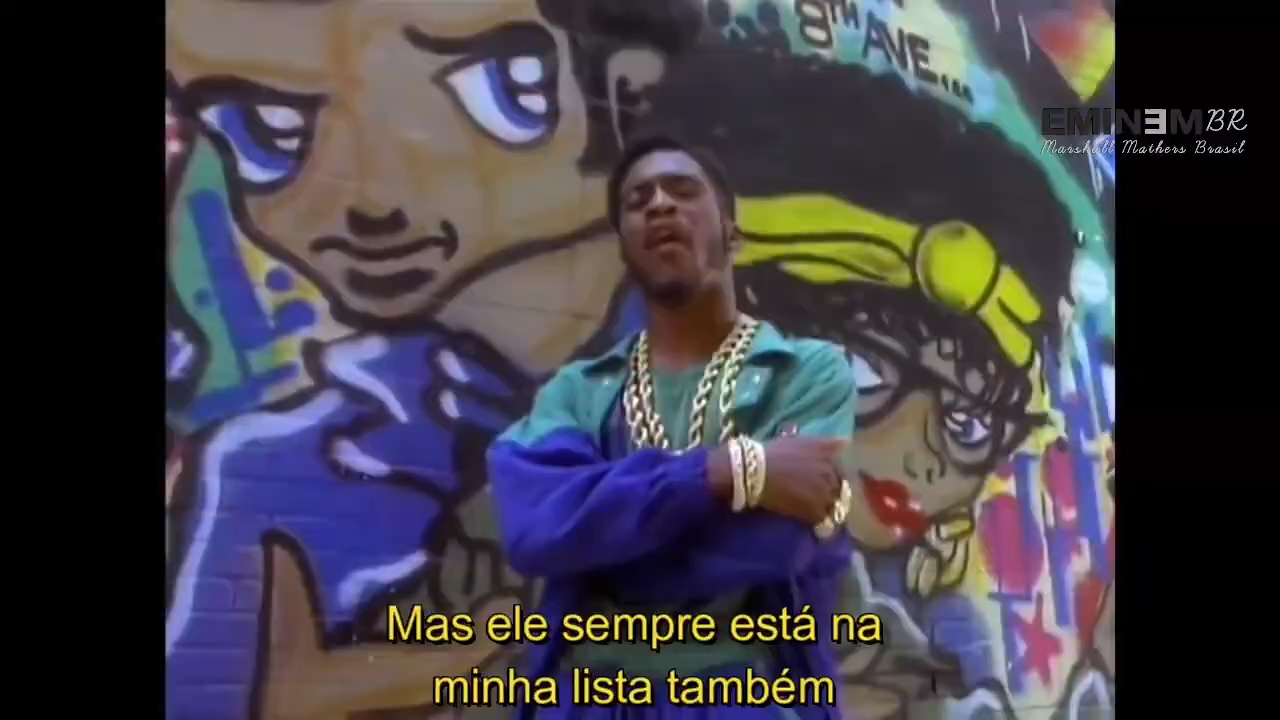 8TH AVE...
EMINEMBR
Marshall Mathers Brasil
Mas ele sempre está na
minha lista também